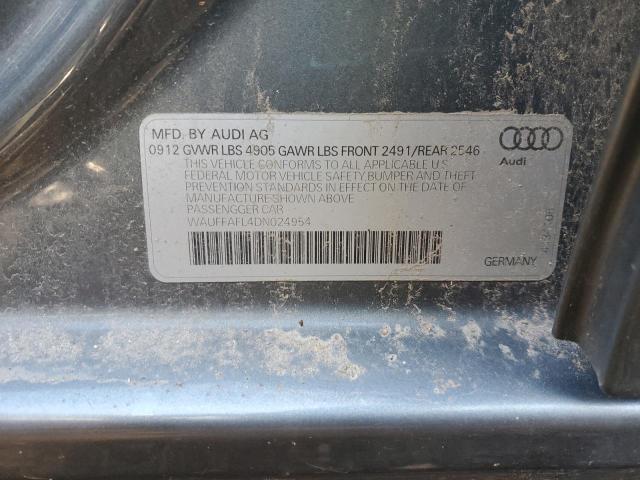 MFD. BY AUDI AG
0912 GVWR LBS 4905 GAWR LBS FRONT 2491/REAR 2546
THIS VEHICLE CONFORMS TO ALL APPLICABLE U.S.
FEDERAL MOTOR VEHICLE SAFETY BUMPER AND THEFT
PREVENTION STANDARDS IN EFFECT ON THE DATE OF
MANUFACTURE SHOWN ABOVE
PASSENGGER CAR
WAUFFAFL4DN024954
Audi
GERMANY